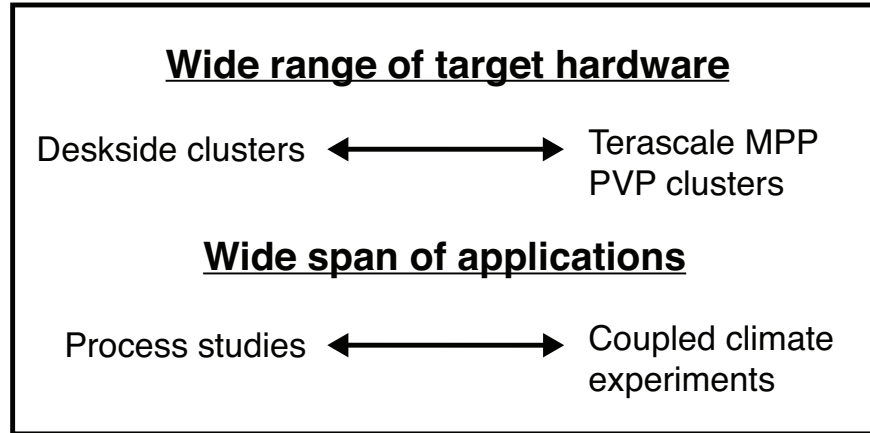 Wide range of target hardware
Deskside clusters
Terascale MPP
PVP clusters
Wide span of applications
Process studies
Coupled climate
experiments